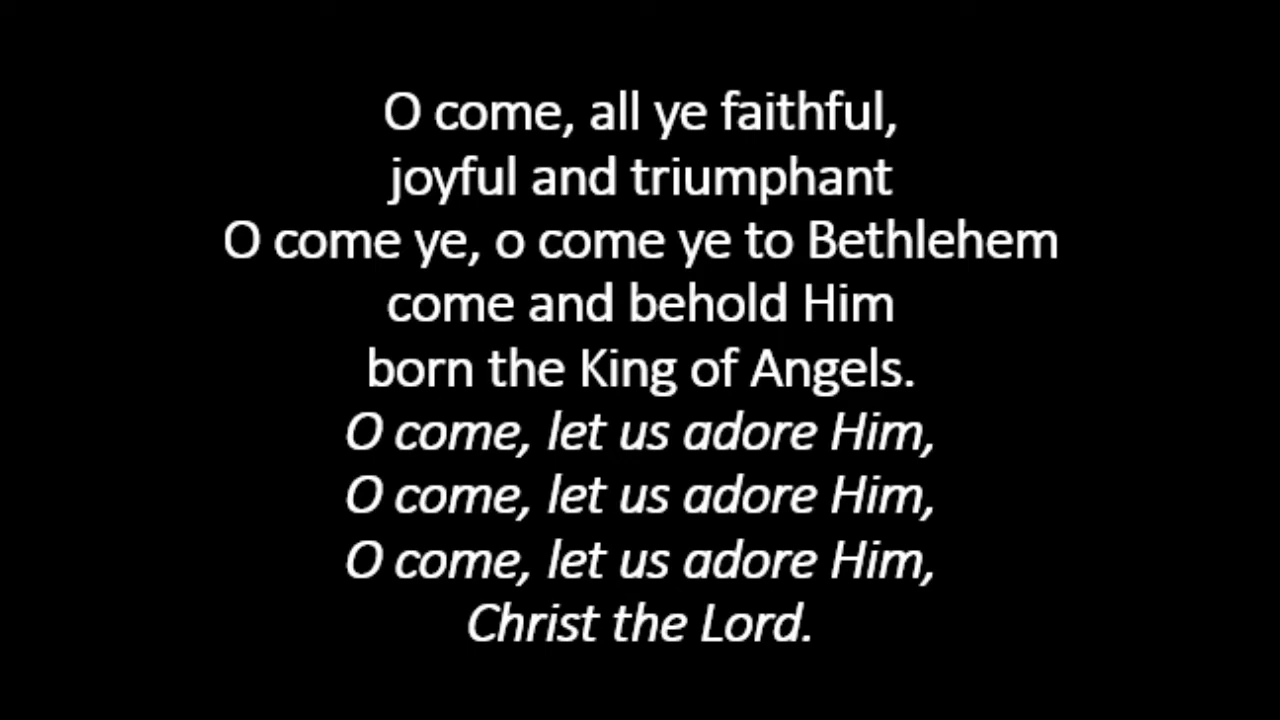 O come, all ye faithful,
joyful and triumphant
O come ye, o come ye to Bethlehem
come and behold Him
born the King of Angels.
O come, let us adore Him,
O come, let us adore Him,
O come, let us adore Him,
Christ the Lord.